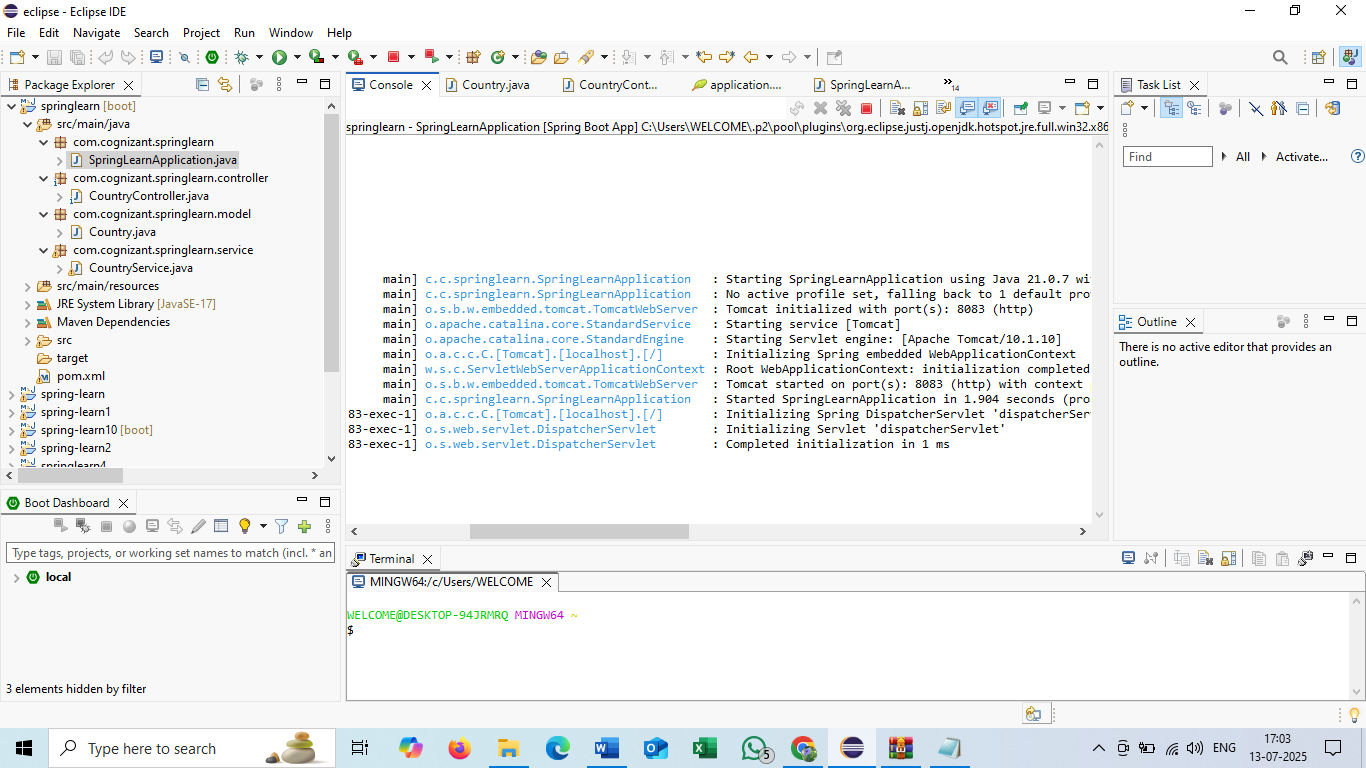 eclipse - Eclipse IDE
File Edit Navigate Search Project Run Window Help
Package Explorer
springlearn [boot]
src/main/java
com.cognizant.springlearn
SpringLearnApplication.java
com.cognizant.springlearn.controller
CountryController.java
com.cognizant.springlearn.model
Country.java
com.cognizant.springlearn.service
CountryService.java
src/main/resources
JRE System Library [JavaSE-17]
Maven Dependencies
src
target
pom.xml
spring-learn
spring-learn1
spring-learn10 [boot]
spring-learn2
springlearn4
Boot Dashboard
Type tags, projects, or working set names to match (incl. * an
local
3 elements hidden by filter
Console Country.java CountryCont... application.... SpringLearnA... 14
springlearn - SpringLearnApplication [Spring Boot App] C:\Users\WELCOME\.p2\pool\plugins\org.eclipse.justj.openjdk.hotspot.jre.full.win32.x86
main] c.c.springlearn.SpringLearnApplication : Starting SpringLearnApplication using Java 21.0.7 wi
main] c.c.springlearn.SpringLearnApplication : No active profile set, falling back to 1 default pro
main] o.s.b.w.embedded.tomcat.TomcatWebServer : Tomcat initialized with port(s): 8083 (http)
main] o.apache.catalina.core.StandardService : Starting service [Tomcat]
main] o.apache.catalina.core.StandardEngine : Starting Servlet engine: [Apache Tomcat/10.1.10]
main] o.a.c.c.C.[Tomcat].[localhost].[/] : Initializing Spring embedded WebApplicationContext
main] w.s.c.ServletWebServerApplicationContext : Root WebApplicationContext: initialization completed
main] o.s.b.w.embedded.tomcat.TomcatWebServer : Tomcat started on port(s): 8083 (http) with context
main] c.c.springlearn.SpringLearnApplication : Started SpringLearnApplication in 1.904 seconds (pro
83-exec-1] o.a.c.c.C.[Tomcat].[localhost].[/] : Initializing Spring DispatcherServlet 'dispatcherSer
83-exec-1] o.s.web.servlet.DispatcherServlet : Initializing Servlet 'dispatcherServlet'
83-exec-1] o.s.web.servlet.DispatcherServlet : Completed initialization in 1 ms
Terminal
MINGW64:/c/Users/WELCOME
WELCOME@DESKTOP-94JRMRQ MINGW64 ~
$
Task List
Find All Activate...
Outline
There is no active editor that provides an
outline.
Type here to search
5
ENG
17:03
13-07-2025